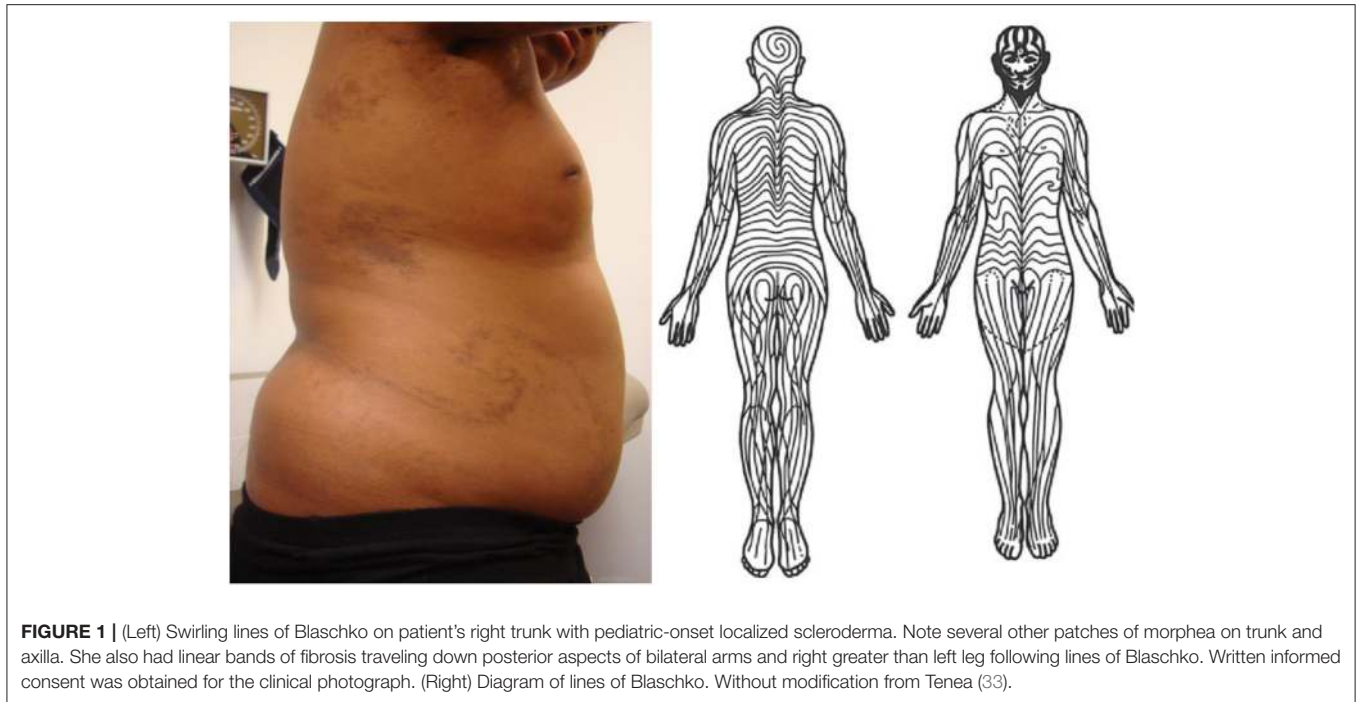 FIGURE 1 | (Left) Swirling lines of Blaschko on patient's right trunk with pediatric-onset localized scleroderma. Note several other patches of morphea on trunk and
axilla. She also had linear bands of fibrosis traveling down posterior aspects of bilateral arms and right greater than left leg following lines of Blaschko. Written informed
consent was obtained for the clinical photograph. (Right) Diagram of lines of Blaschko. Without modification from Tenea (33).